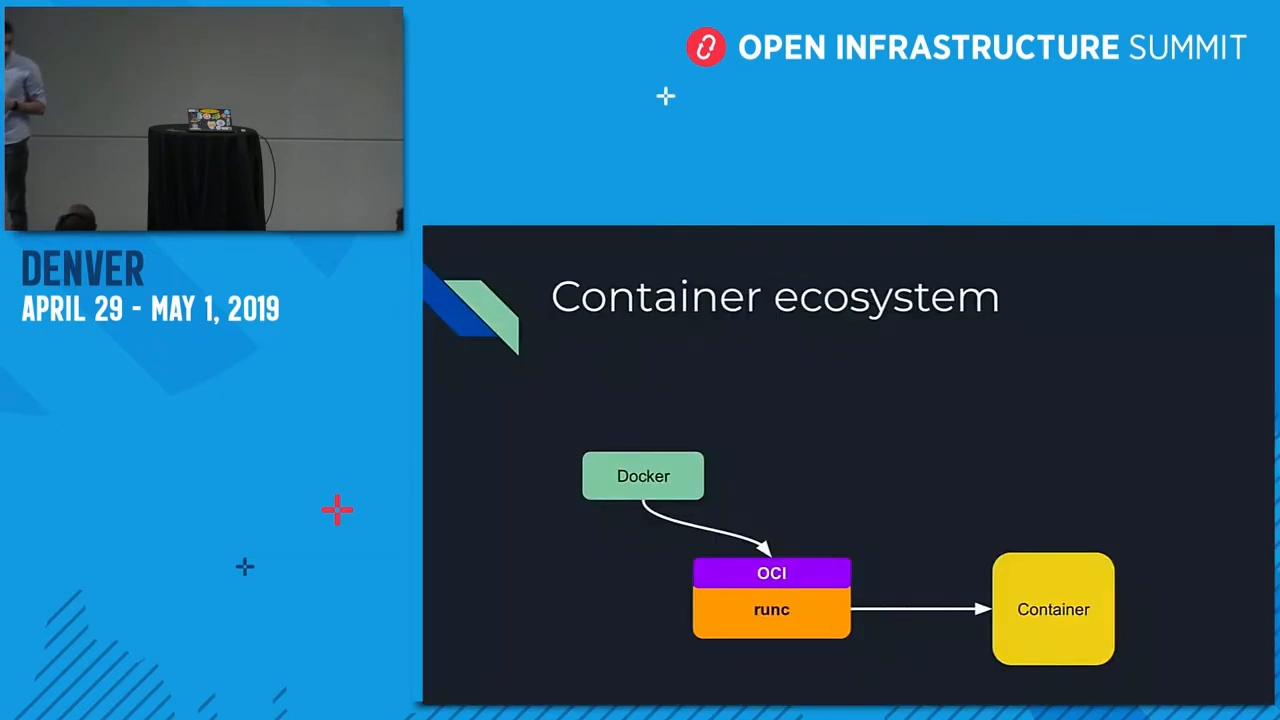 OPEN INFRASTRUCTURE SUMMIT
DENVER
APRIL 29 - MAY 1, 2019
Container ecosystem
Docker
OCI
runc
Container